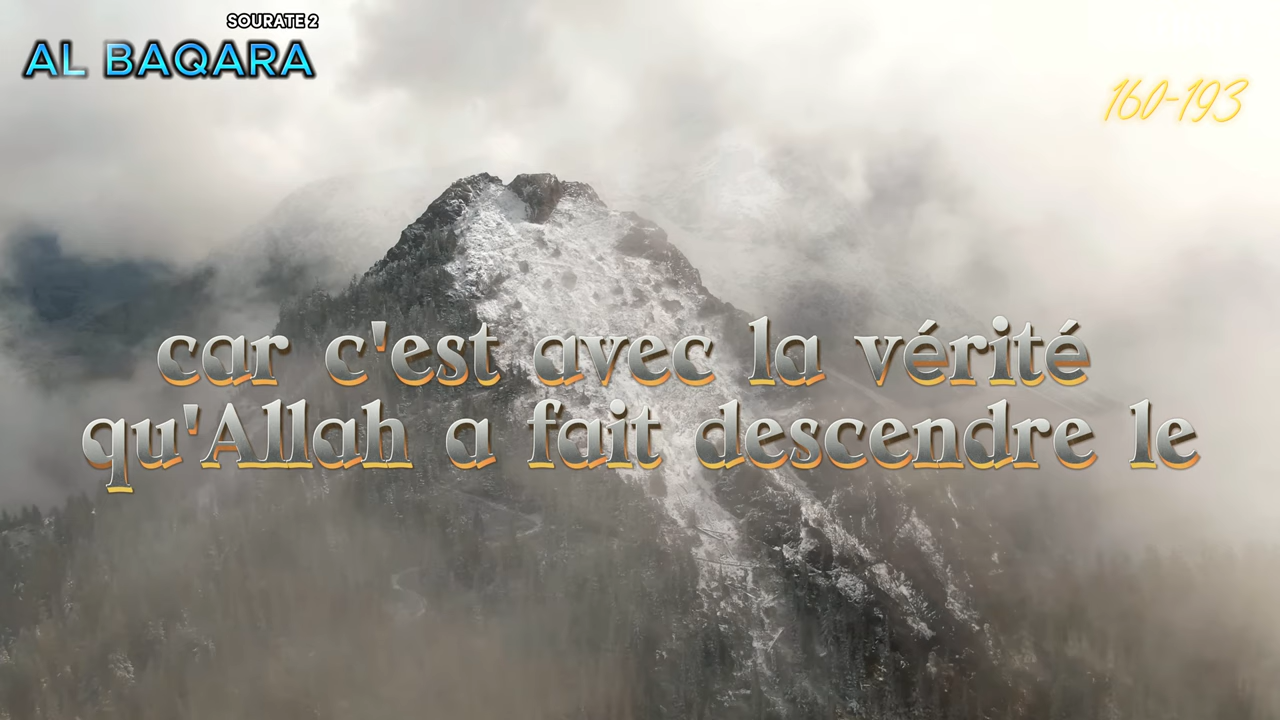 SOURATE 2
AL BAQARA
160-193
car c'est avec la vérité
qu'Allah a fait descendre le